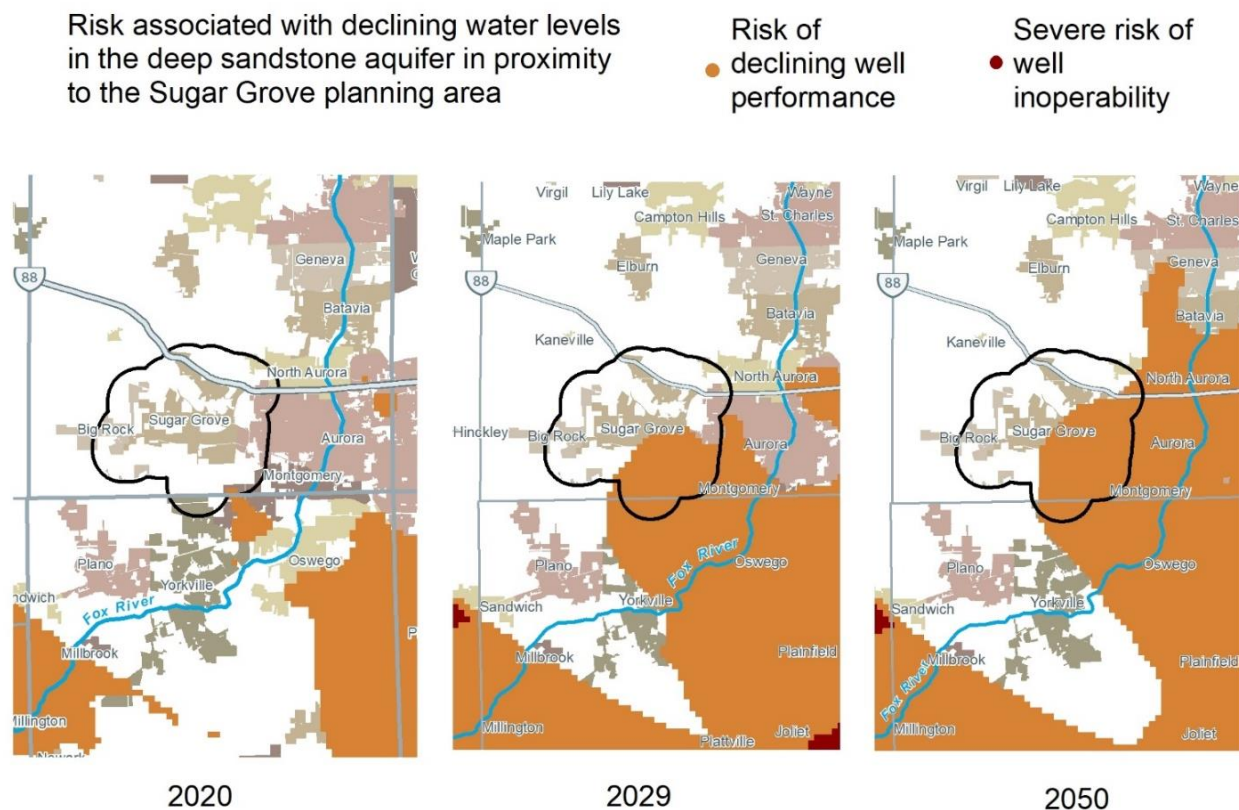 Risk associated with declining water levels
in the deep sandstone aquifer in proximity
to the Sugar Grove planning area
Risk of
declining well
performance
Severe risk of
well
inoperability
88
Geneva
Batavia
North Aurora
Sugar Grove
Big Rock
Aurora
Montgomery
Plano
Oswego
Yorkville
ndwich
Fox River
Millbrook
Millington
Newark
2020
Virgil
Lily Lake
Wayne
Campton Hills
St. Charles
Maple Park
Geneva
Elburn
88
Batavia
Kaneville
North Aurora
Hinckley
Big Rock
Sugar Grove
Aurora
Montgomery
Fox River
Oswego
Plano
Sandwich
Yorkville
Millbrook
Plainfield
Millington
Joliet
Plattville
2029
Virgil
Lily Lake
Wayne
Campton Hills
St. Charles
Maple Park
Geneva
Elburn
88
Batavia
Kaneville
North Aurora
Big Rock
Sugar Grove
Aurora
Montgomery
Oswego
Plano
Sandwich
Yorkville
Millbrook
Plainfield
Fox River
Millington
Joliet
2050